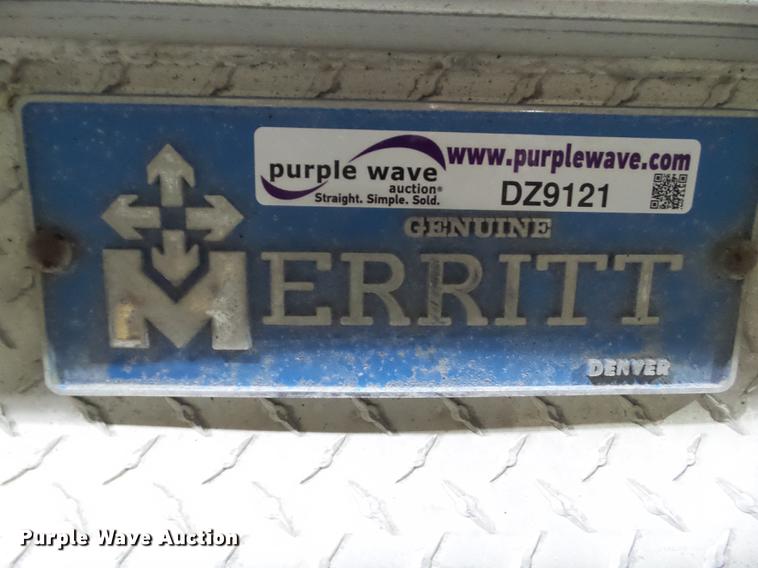 purple wave
auction®
Straight. Simple. Sold.
www.purplewave.com
DZ9121
GENUINE
MERRITT
DENVER
Purple Wave Auction